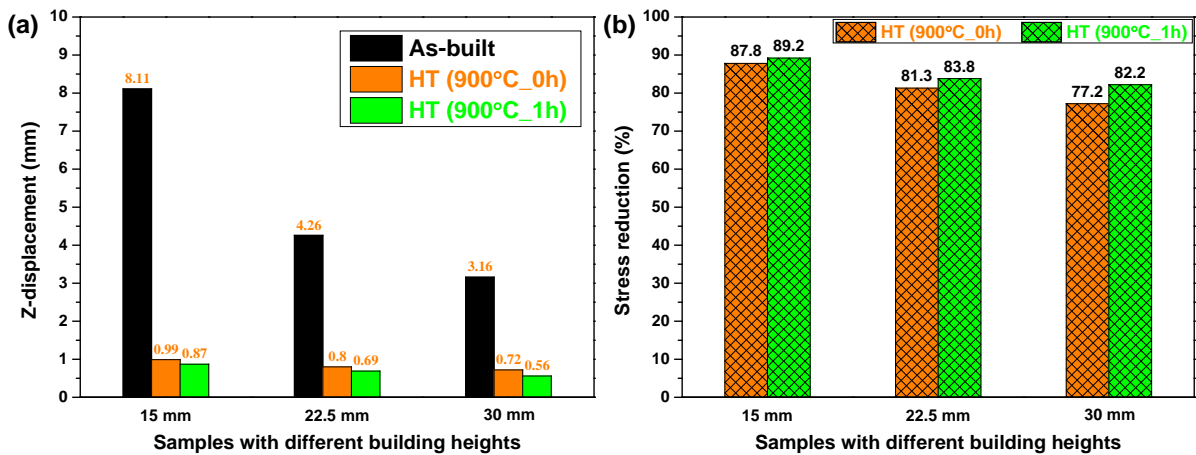 (a)
10
9
8
7
6
5
4
3
2
1
0
Z-displacement (mm)
As-built
HT (900°C_0h)
HT (900°C_1h)
8.11
0.99
0.87
4.26
0.8
0.69
3.16
0.72
0.56
15 mm
22.5 mm
30 mm
Samples with different building heights
(b)
100
90
80
70
60
50
40
30
20
10
0
Stress reduction (%)
HT (900°C_0h)
HT (900°C_1h)
87.8
89.2
81.3
83.8
77.2
82.2
15 mm
22.5 mm
30 mm
Samples with different building heights